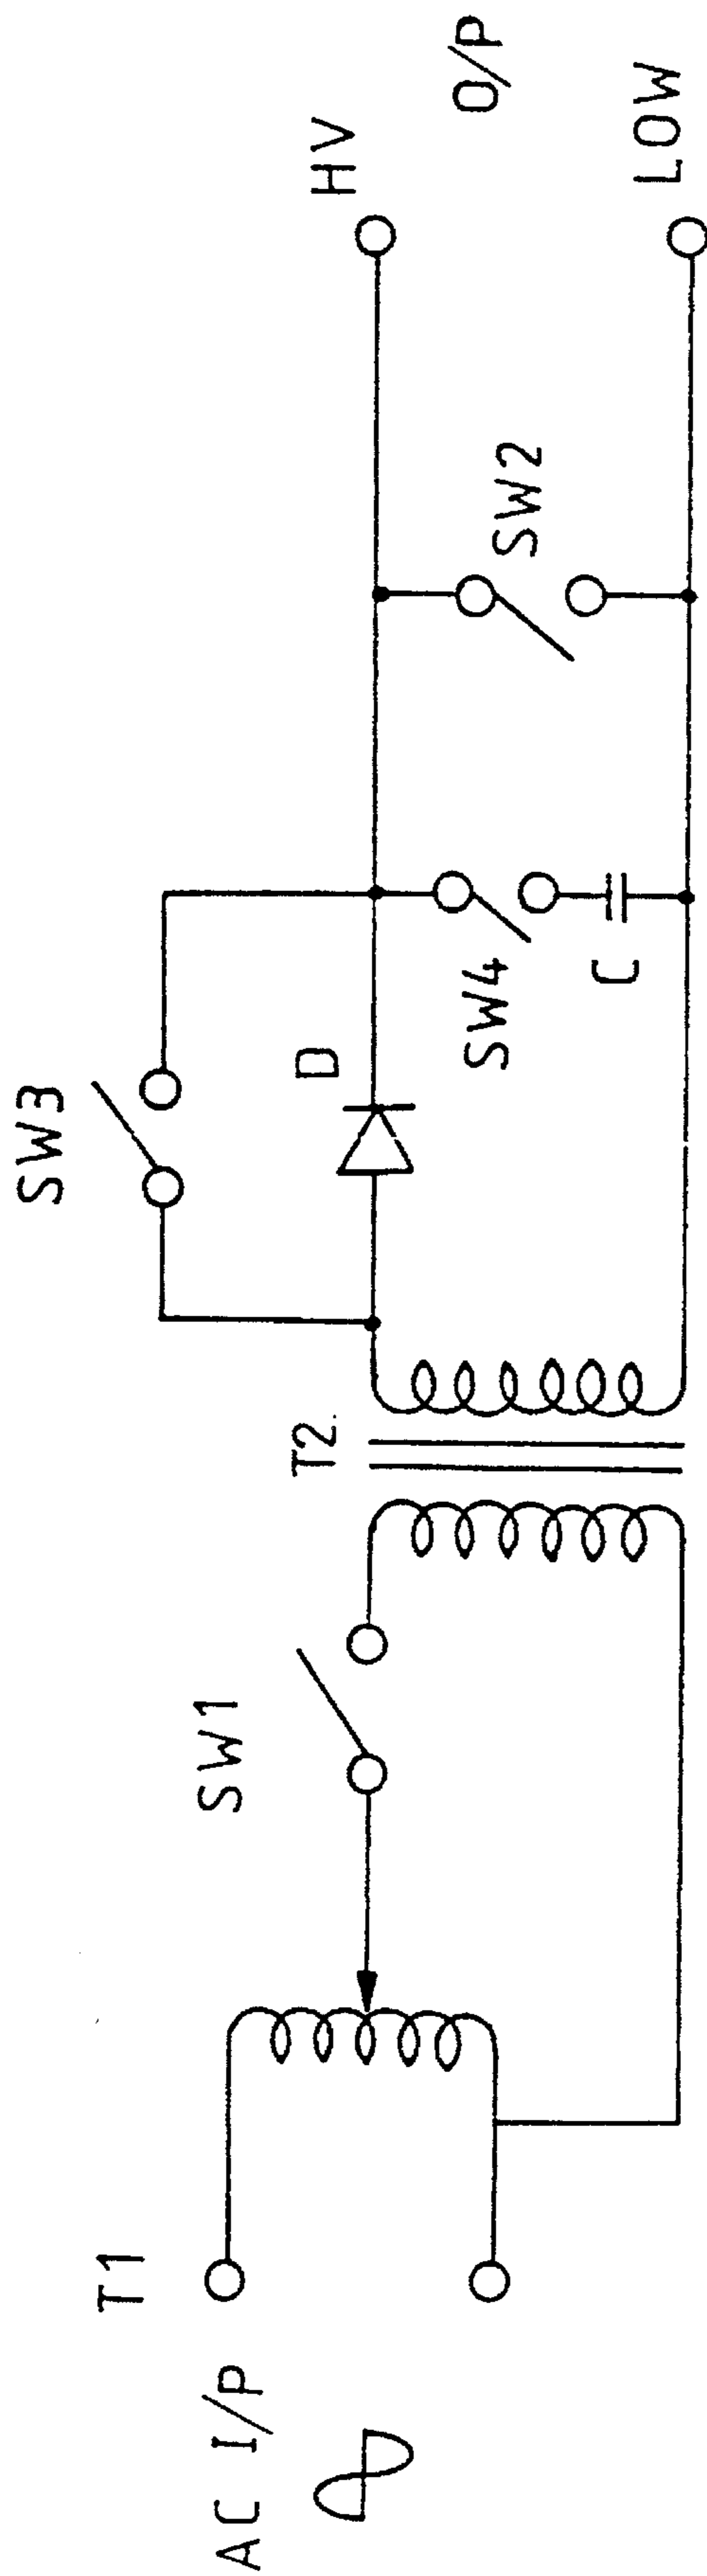 AC I/P
T1
SW1
T2.
SW3
D
SW4
C
SW2
HV
O/P
LOW